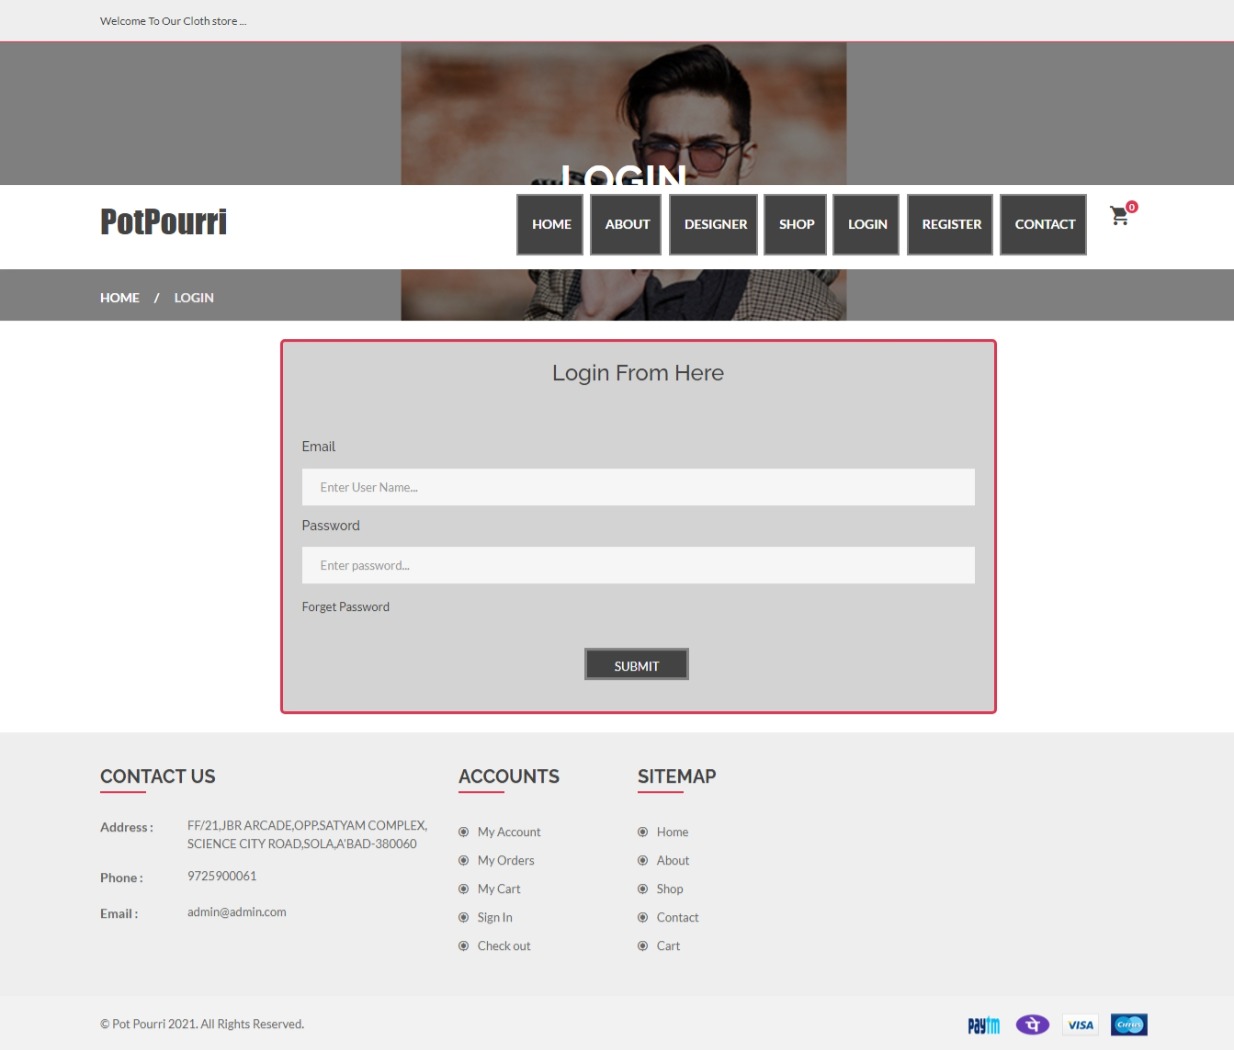 Welcome To Our Cloth store ...
LOGIN
PotPourri
HOME ABOUT DESIGNER SHOP LOGIN REGISTER CONTACT 0
HOME / LOGIN
Login From Here
Email
Enter User Name...
Password
Enter password...
Forget Password
SUBMIT
CONTACT US
Address :
FF/21,JBR ARCADE,OPP.SATYAM COMPLEX,
SCIENCE CITY ROAD,SOLA,A'BAD-380060
Phone :
9725900061
Email :
admin@admin.com
ACCOUNTS
My Account
My Orders
My Cart
Sign In
Check out
SITEMAP
Home
About
Shop
Contact
Cart
© Pot Pourri 2021. All Rights Reserved.
paytm पे VISA Cirrus